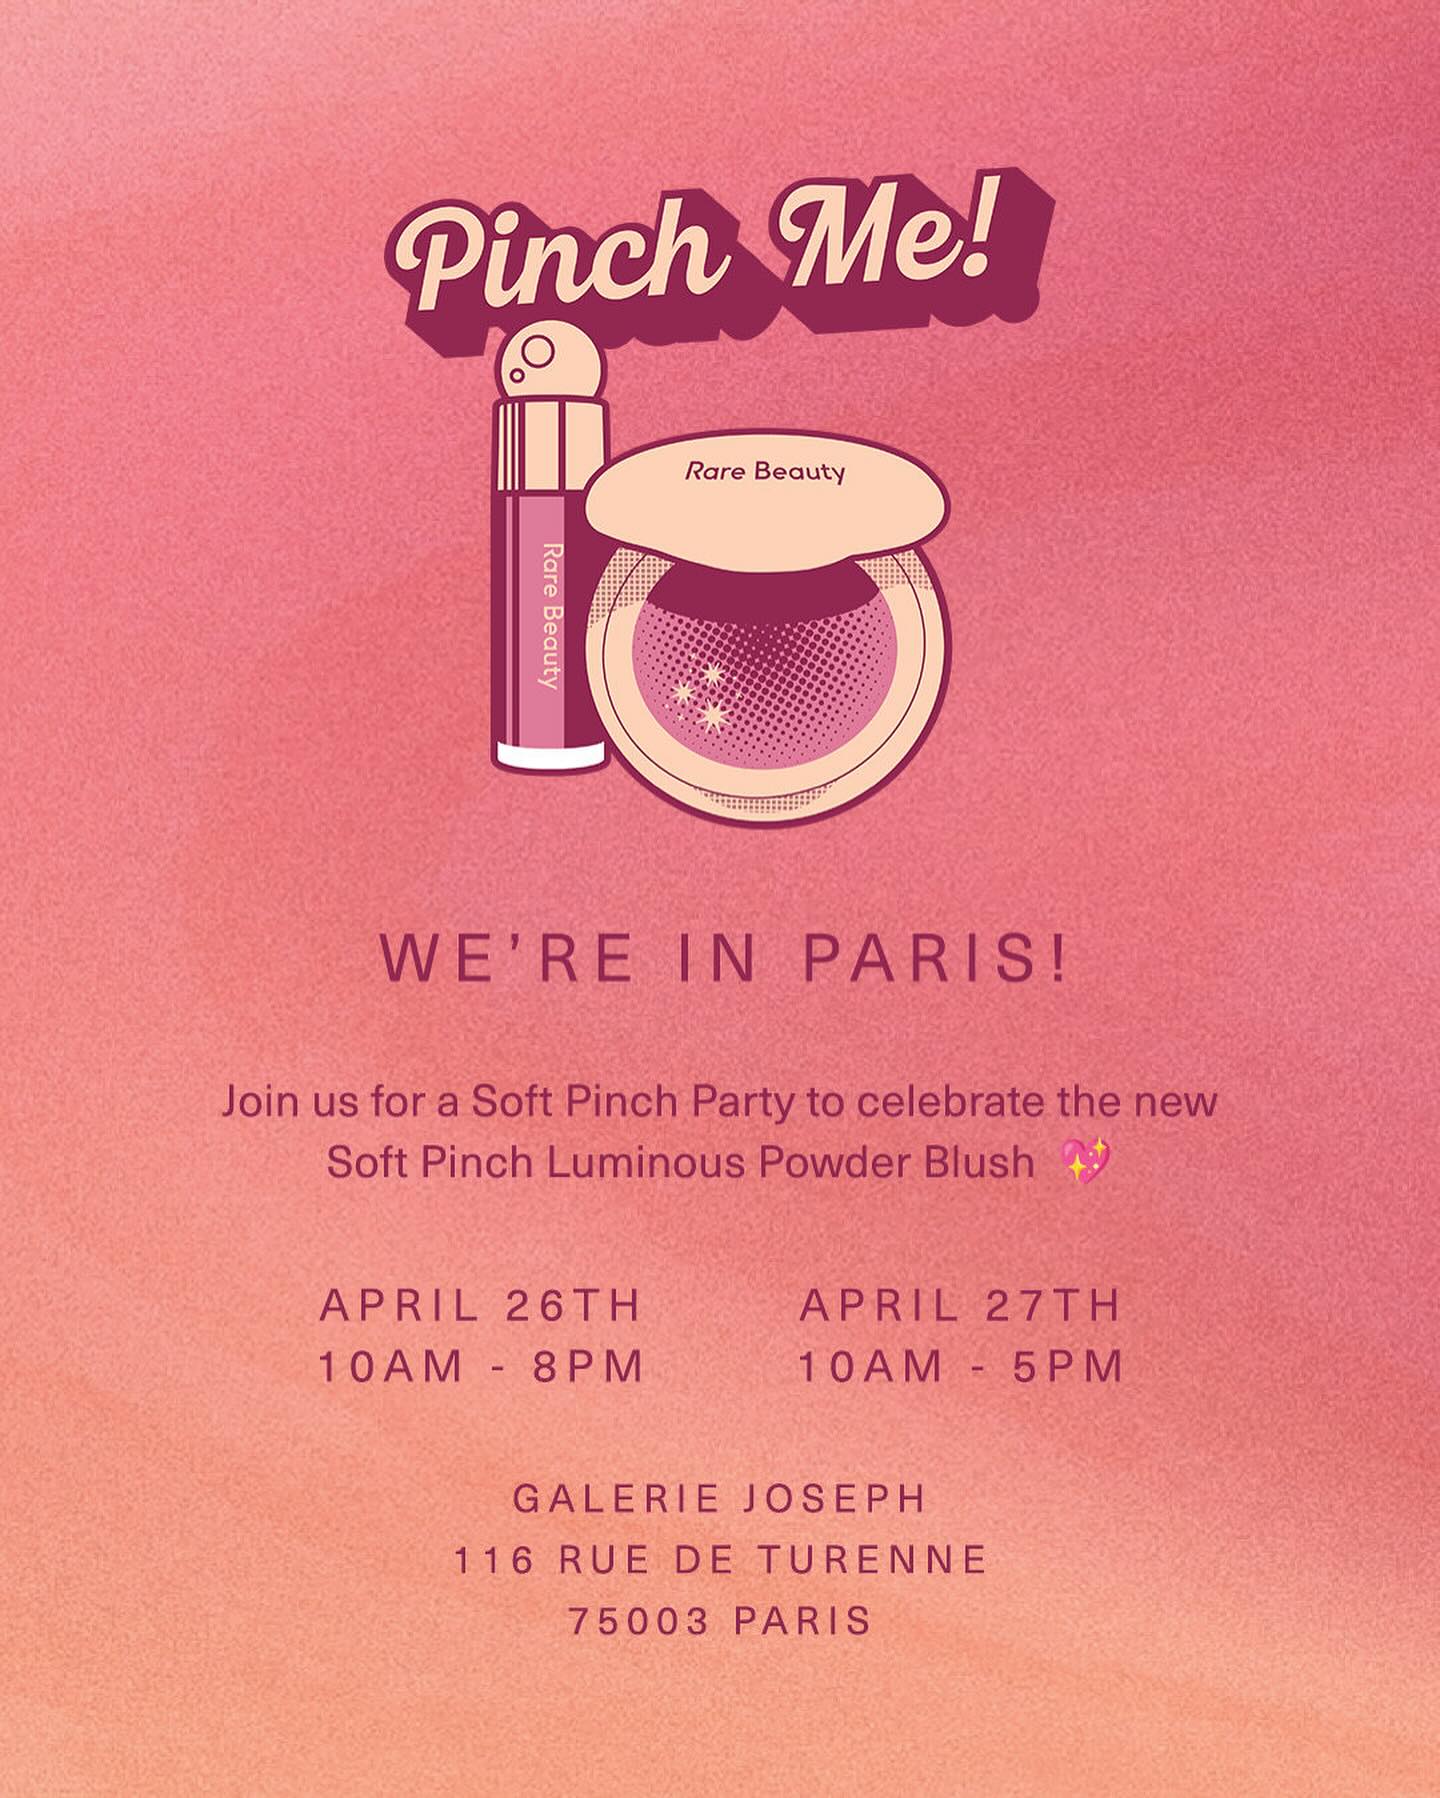 Pinch Me!
Rare Beauty
Rare Beauty
WE’RE IN PARIS!
Join us for a Soft Pinch Party to celebrate the new
Soft Pinch Luminous Powder Blush 💖
APRIL 26TH
10AM - 8PM
APRIL 27TH
10AM - 5PM
GALERIE JOSEPH
116 RUE DE TURENNE
75003 PARIS